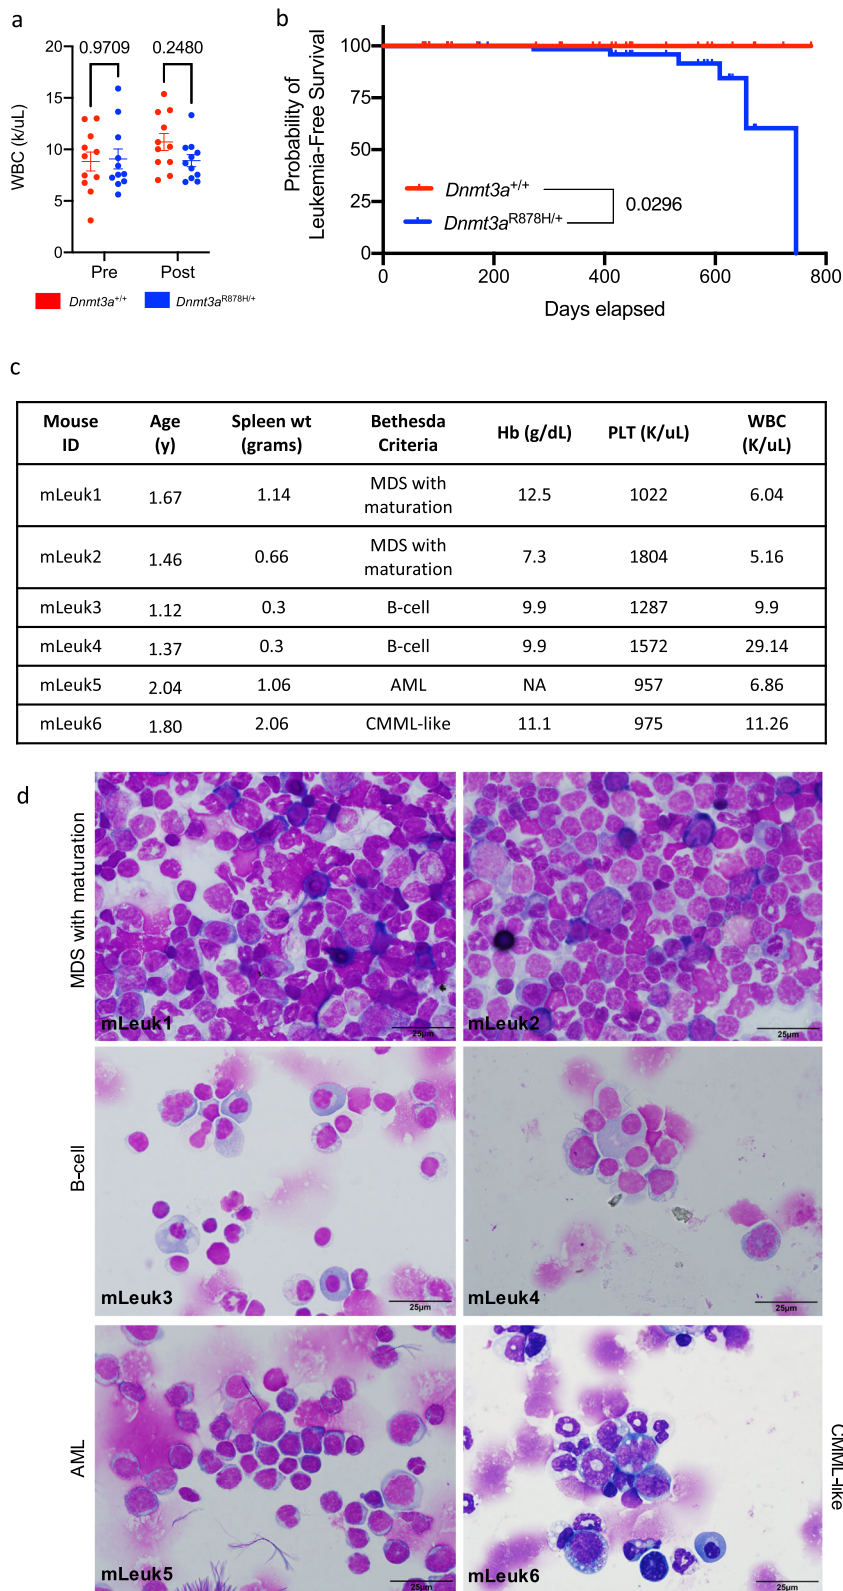 a
0.9709 0.2480
20
15
10
5
0
WBC (k/uL)
Pre Post
Dnmt3a+/+ Dnmt3aR878H/+
b
100
75
50
25
0
Probability of
Leukemia-Free Survival
Dnmt3a+/+
Dnmt3aR878H/+
0.0296
0 200 400 600 800
Days elapsed
c
Mouse ID Age (y) Spleen wt (grams) Bethesda Criteria Hb (g/dL) PLT (K/uL) WBC (K/uL)
mLeuk1 1.67 1.14 MDS with maturation 12.5 1022 6.04
mLeuk2 1.46 0.66 MDS with maturation 7.3 1804 5.16
mLeuk3 1.12 0.3 B-cell 9.9 1287 9.9
mLeuk4 1.37 0.3 B-cell 9.9 1572 29.14
mLeuk5 2.04 1.06 AML NA 957 6.86
mLeuk6 1.80 2.06 CMML-like 11.1 975 11.26
d
MDS with maturation
mLeuk1 25µm
mLeuk2 25µm
B-cell
mLeuk3 25µm
mLeuk4 25µm
AML
mLeuk5 25µm
mLeuk6 25µm
CMML-like